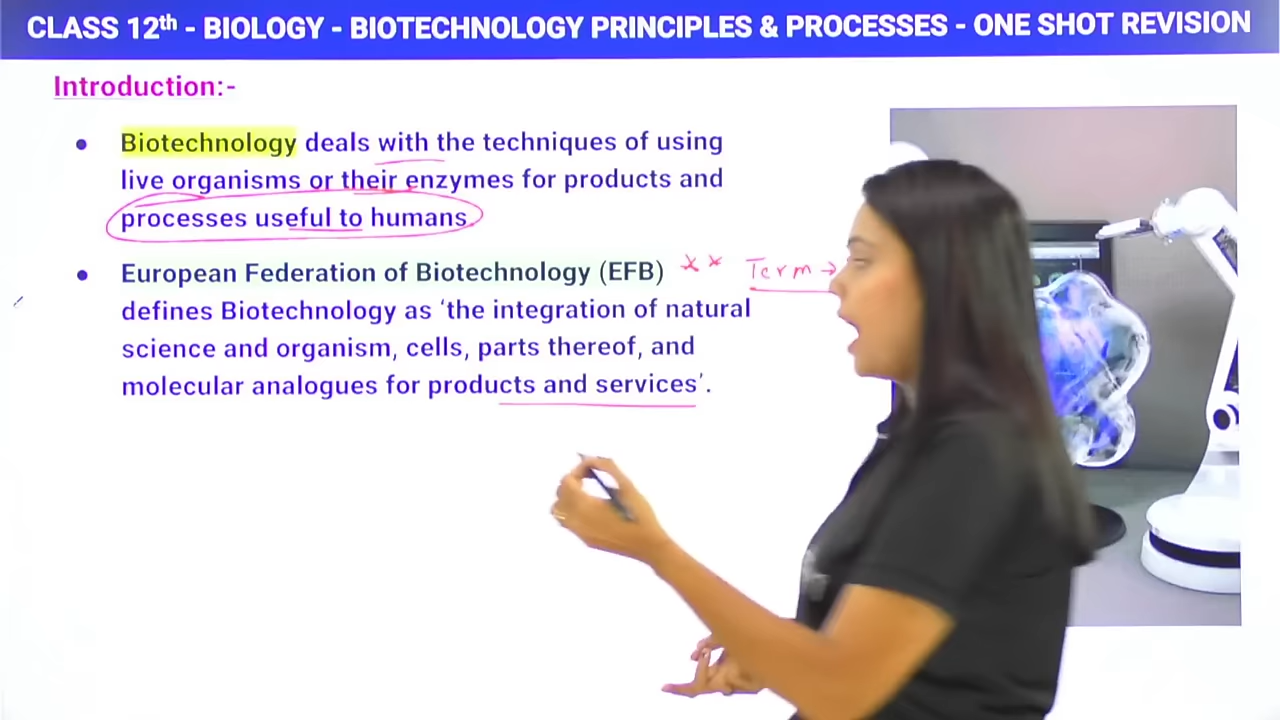 CLASS 12th - BIOLOGY - BIOTECHNOLOGY PRINCIPLES & PROCESSES - ONE SHOT REVISION
Introduction:-
• Biotechnology deals with the techniques of using
live organisms or their enzymes for products and
processes useful to humans.
• European Federation of Biotechnology (EFB) ** Term →
defines Biotechnology as ‘the integration of natural
science and organism, cells, parts thereof, and
molecular analogues for products and services’.